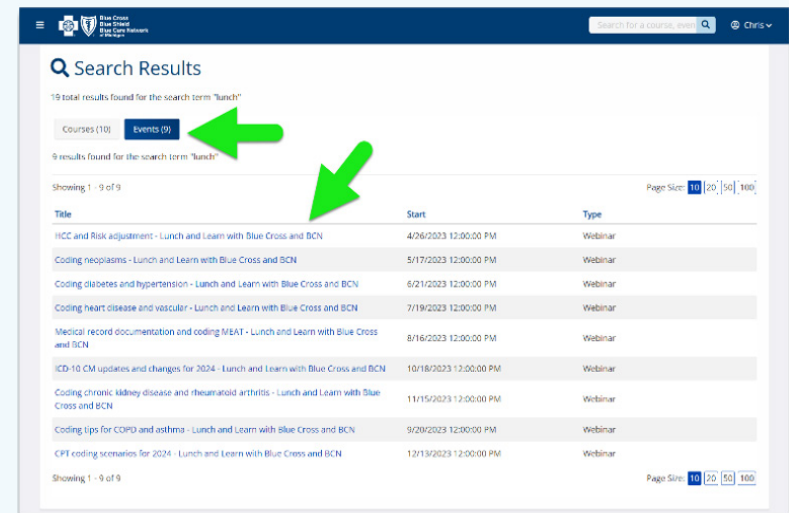 Blue Cross
Blue Shield
Blue Care Network
of Michigan
Search for a course, even
Chris
Search Results
19 total results found for the search term "lunch"
Courses (10) Events (9)
9 results found for the search term "lunch"
Showing 1 - 9 of 9 Page Size: 10 20 50 100
Title Start Type
HCC and Risk adjustment - Lunch and Learn with Blue Cross and BCN 4/26/2023 12:00:00 PM Webinar
Coding neoplasms - Lunch and Learn with Blue Cross and BCN 5/17/2023 12:00:00 PM Webinar
Coding diabetes and hypertension - Lunch and Learn with Blue Cross and BCN 6/21/2023 12:00:00 PM Webinar
Coding heart disease and vascular - Lunch and Learn with Blue Cross and BCN 7/19/2023 12:00:00 PM Webinar
Medical record documentation and coding MEAT - Lunch and Learn with Blue Cross
and BCN 8/16/2023 12:00:00 PM Webinar
ICD-10 CM updates and changes for 2024 - Lunch and Learn with Blue Cross and BCN 10/18/2023 12:00:00 PM Webinar
Coding chronic kidney disease and rheumatoid arthritis - Lunch and Learn with Blue
Cross and BCN 11/15/2023 12:00:00 PM Webinar
Coding tips for COPD and asthma - Lunch and Learn with Blue Cross and BCN 9/20/2023 12:00:00 PM Webinar
CPT coding scenarios for 2024 - Lunch and Learn with Blue Cross and BCN 12/13/2023 12:00:00 PM Webinar
Showing 1 - 9 of 9 Page Size: 10 20 50 100